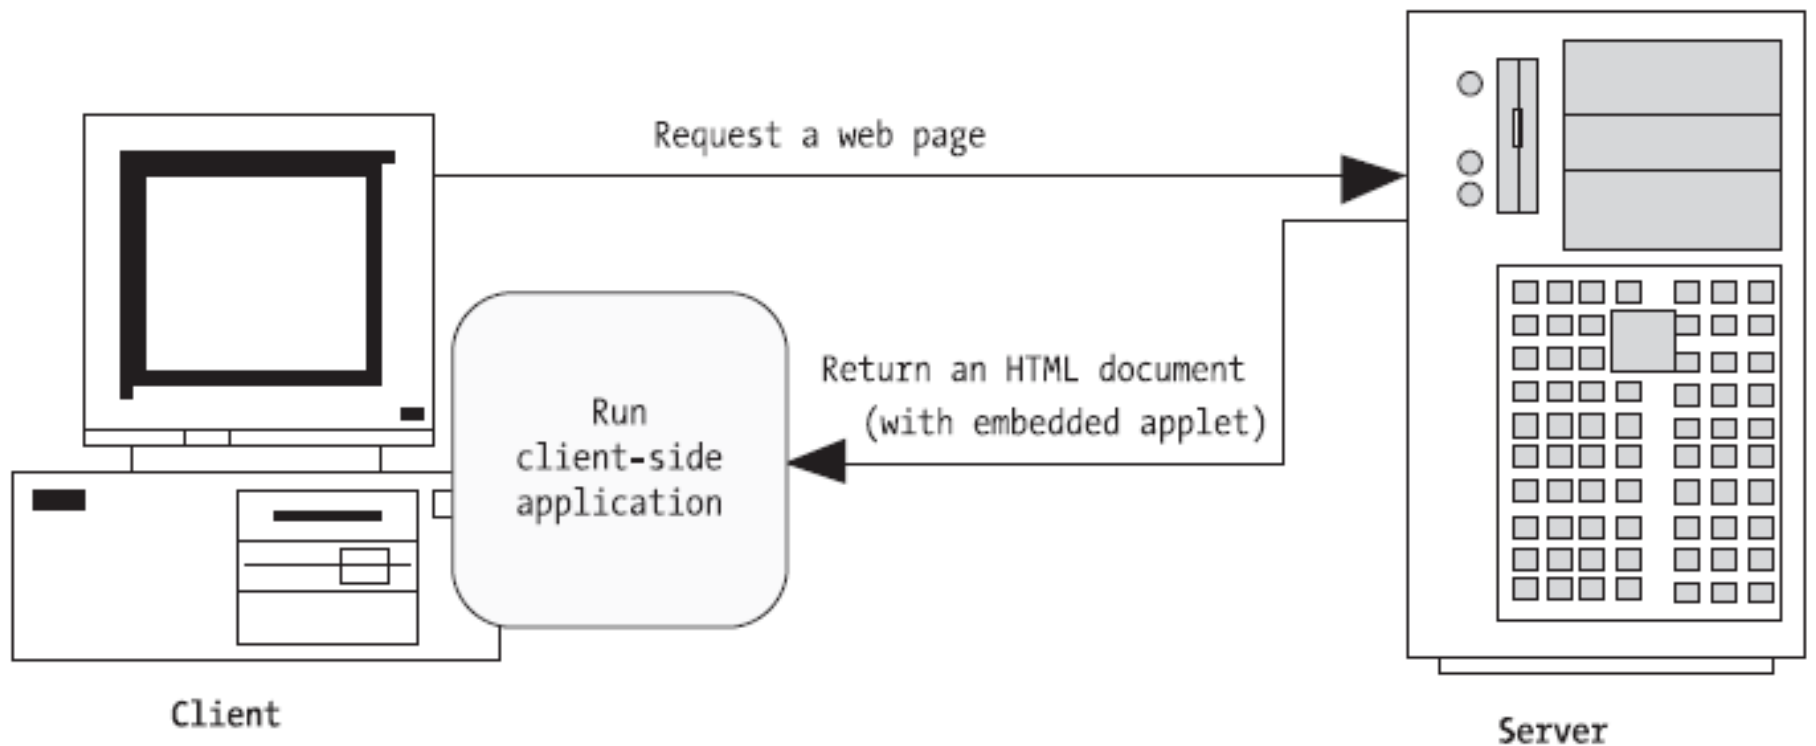 Request a web page
Return an HTML document
(with embedded applet)
Run
client-side
application
Client
Server